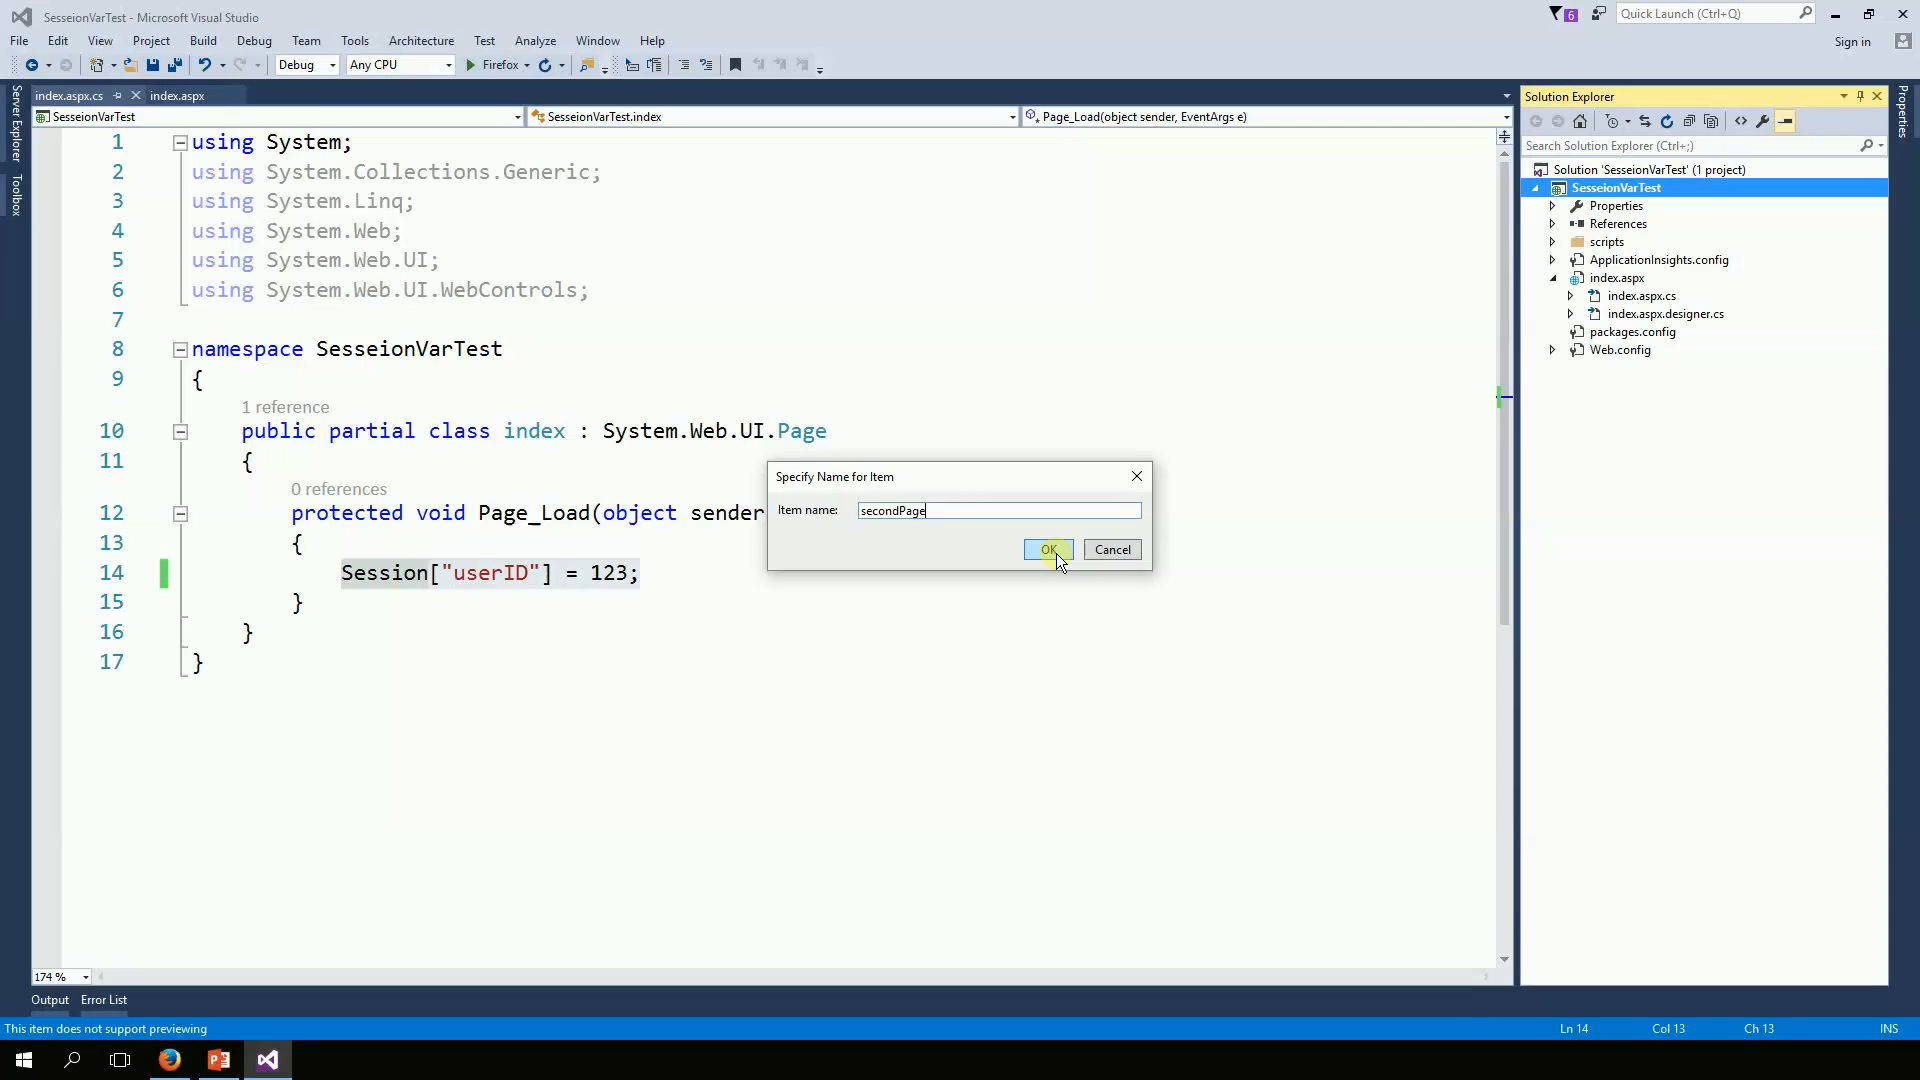 SesseionVarTest - Microsoft Visual Studio
6
Quick Launch (Ctrl+Q)
File Edit View Project Build Debug Team Tools Architecture Test Analyze Window Help
Sign in
Debug Any CPU Firefox
Server Explorer
Toolbox
index.aspx.cs index.aspx
SesseionVarTest SesseionVarTest.index Page_Load(object sender, EventArgs e)
1 using System;
2 using System.Collections.Generic;
3 using System.Linq;
4 using System.Web;
5 using System.Web.UI;
6 using System.Web.UI.WebControls;
7
8 namespace SesseionVarTest
9 {
1 reference
10 public partial class index : System.Web.UI.Page
11 {
0 references
12 protected void Page_Load(object sender
13 {
14 Session["userID"] = 123;
15 }
16 }
17 }
Specify Name for Item
Item name: secondPage
OK Cancel
Solution Explorer
Search Solution Explorer (Ctrl+;)
Solution 'SesseionVarTest' (1 project)
SesseionVarTest
Properties
References
scripts
ApplicationInsights.config
index.aspx
index.aspx.cs
index.aspx.designer.cs
packages.config
Web.config
Properties
174 %
Output Error List
This item does not support previewing Ln 14 Col 13 Ch 13 INS